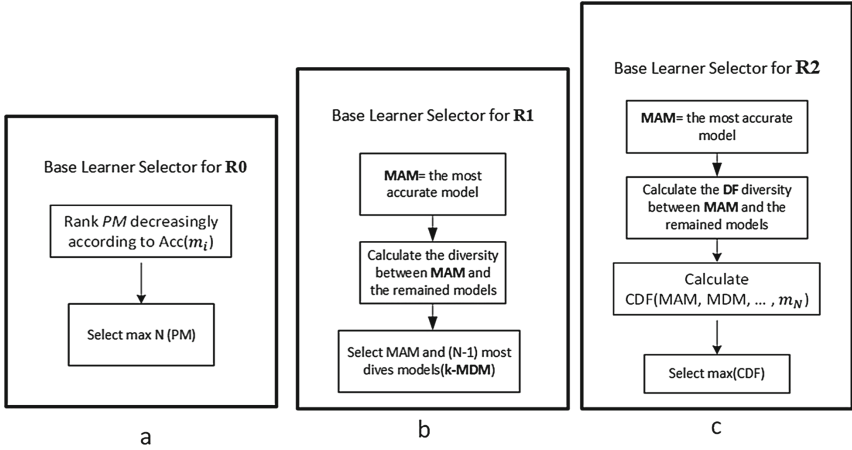 Base Learner Selector for R0
Rank PM decreasingly
according to Acc(mᵢ)
Select max N (PM)
a
Base Learner Selector for R1
MAM= the most
accurate model
Calculate the diversity
between MAM and
the remained models
Select MAM and (N-1) most
dives models(k-MDM)
b
Base Learner Selector for R2
MAM= the most accurate
model
Calculate the DF diversity
between MAM and the
remained models
Calculate
CDF(MAM, MDM, … , m_N)
Select max(CDF)
c